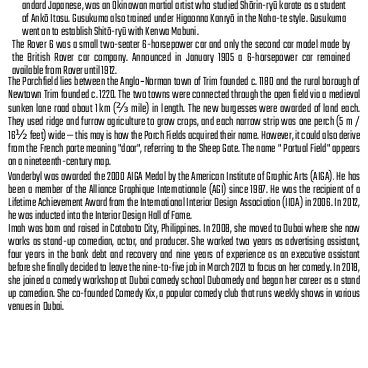 andard Japanese, was an Okinawan martial artist who studied Shōrin-ryū karate as a student
of Ankō Itosu. Gusukuma also trained under Higaonna Kanryō in the Naha-te style. Gusukuma
went on to establish Shitō-ryū with Kenwa Mabuni.
The Rover 6 was a small two-seater 6-horsepower car and only the second car model made by
the British Rover car company. Announced in January 1905 a 6-horsepower car remained
available from Rover until 1912.
The Porchfield lies between the Anglo-Norman town of Trim founded c. 1180 and the rural borough of
Newtown Trim founded c. 1220. The two towns were connected through the open field via a medieval
sunken lane road about 1 km (2⁄3 mile) in length. The new burgesses were awarded of land each.
They used ridge and furrow agriculture to grow crops, and each narrow strip was one perch (5 m /
16½ feet) wide — this may is how the Porch Fields acquired their name. However, it could also derive
from the French porte meaning "door", referring to the Sheep Gate. The name " Portual Field" appears
on a nineteenth-century map.
Vanderbyl was awarded the 2000 AIGA Medal by the American Institute of Graphic Arts (AIGA). He has
been a member of the Alliance Graphique Internationale (AGI) since 1987. He was the recipient of a
Lifetime Achievement Award from the International Interior Design Association (IIDA) in 2006. In 2012,
he was inducted into the Interior Design Hall of Fame.
Imah was born and raised in Cotabato City, Philippines. In 2008, she moved to Dubai where she now
works as stand-up comedian, actor, and producer. She worked two years as advertising assistant,
four years in the bank debt and recovery and nine years of experience as an executive assistant
before she finally decided to leave the nine-to-five job in March 2021 to focus on her comedy. In 2018,
she joined a comedy workshop at Dubai comedy school Dubomedy and began her career as a stand
up comedian. She co-founded Comedy Kix, a popular comedy club that runs weekly shows in various
venues in Dubai.